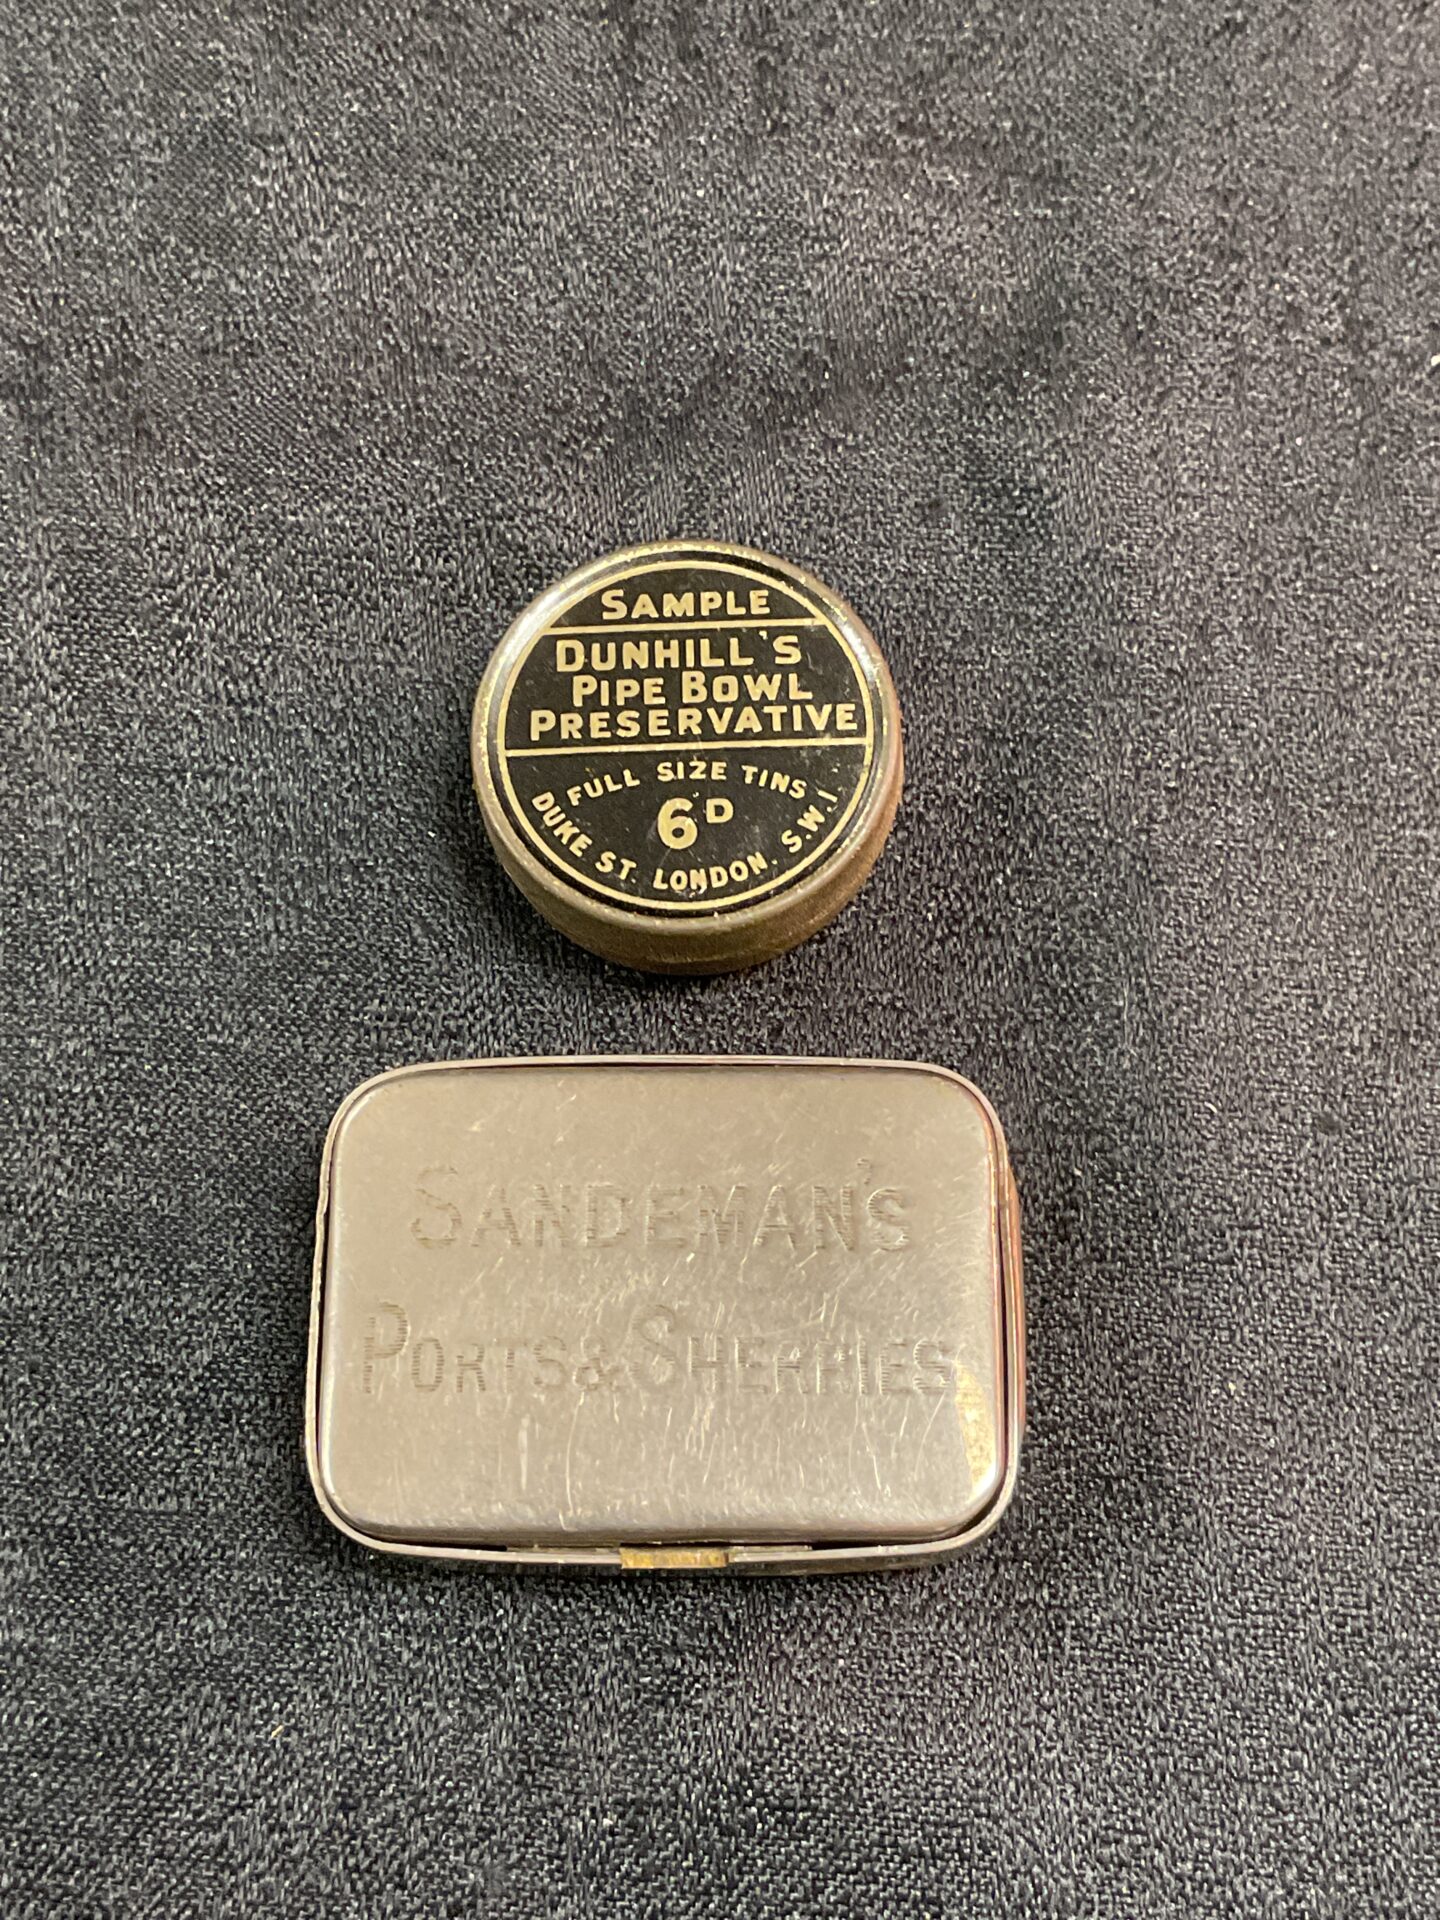 SAMPLE
DUNHILL'S
PIPE BOWL
PRESERVATIVE
FULL SIZE TINS
6D
DUKE ST. LONDON. S.W.1.
SANDEMAN'S
PORTS & SHERRIES